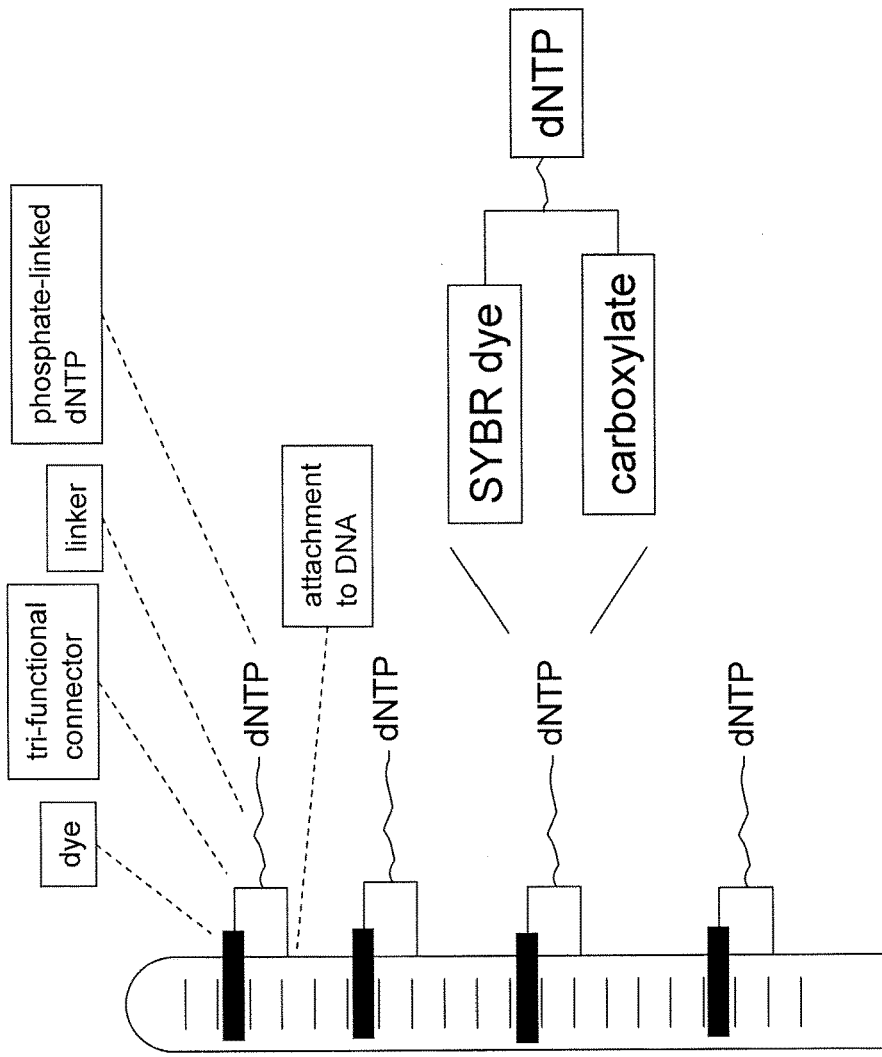 dye
tri-functional
connector
linker
phosphate-linked
dNTP
attachment
to DNA
dNTP
dNTP
dNTP
dNTP
SYBR dye
carboxylate
dNTP